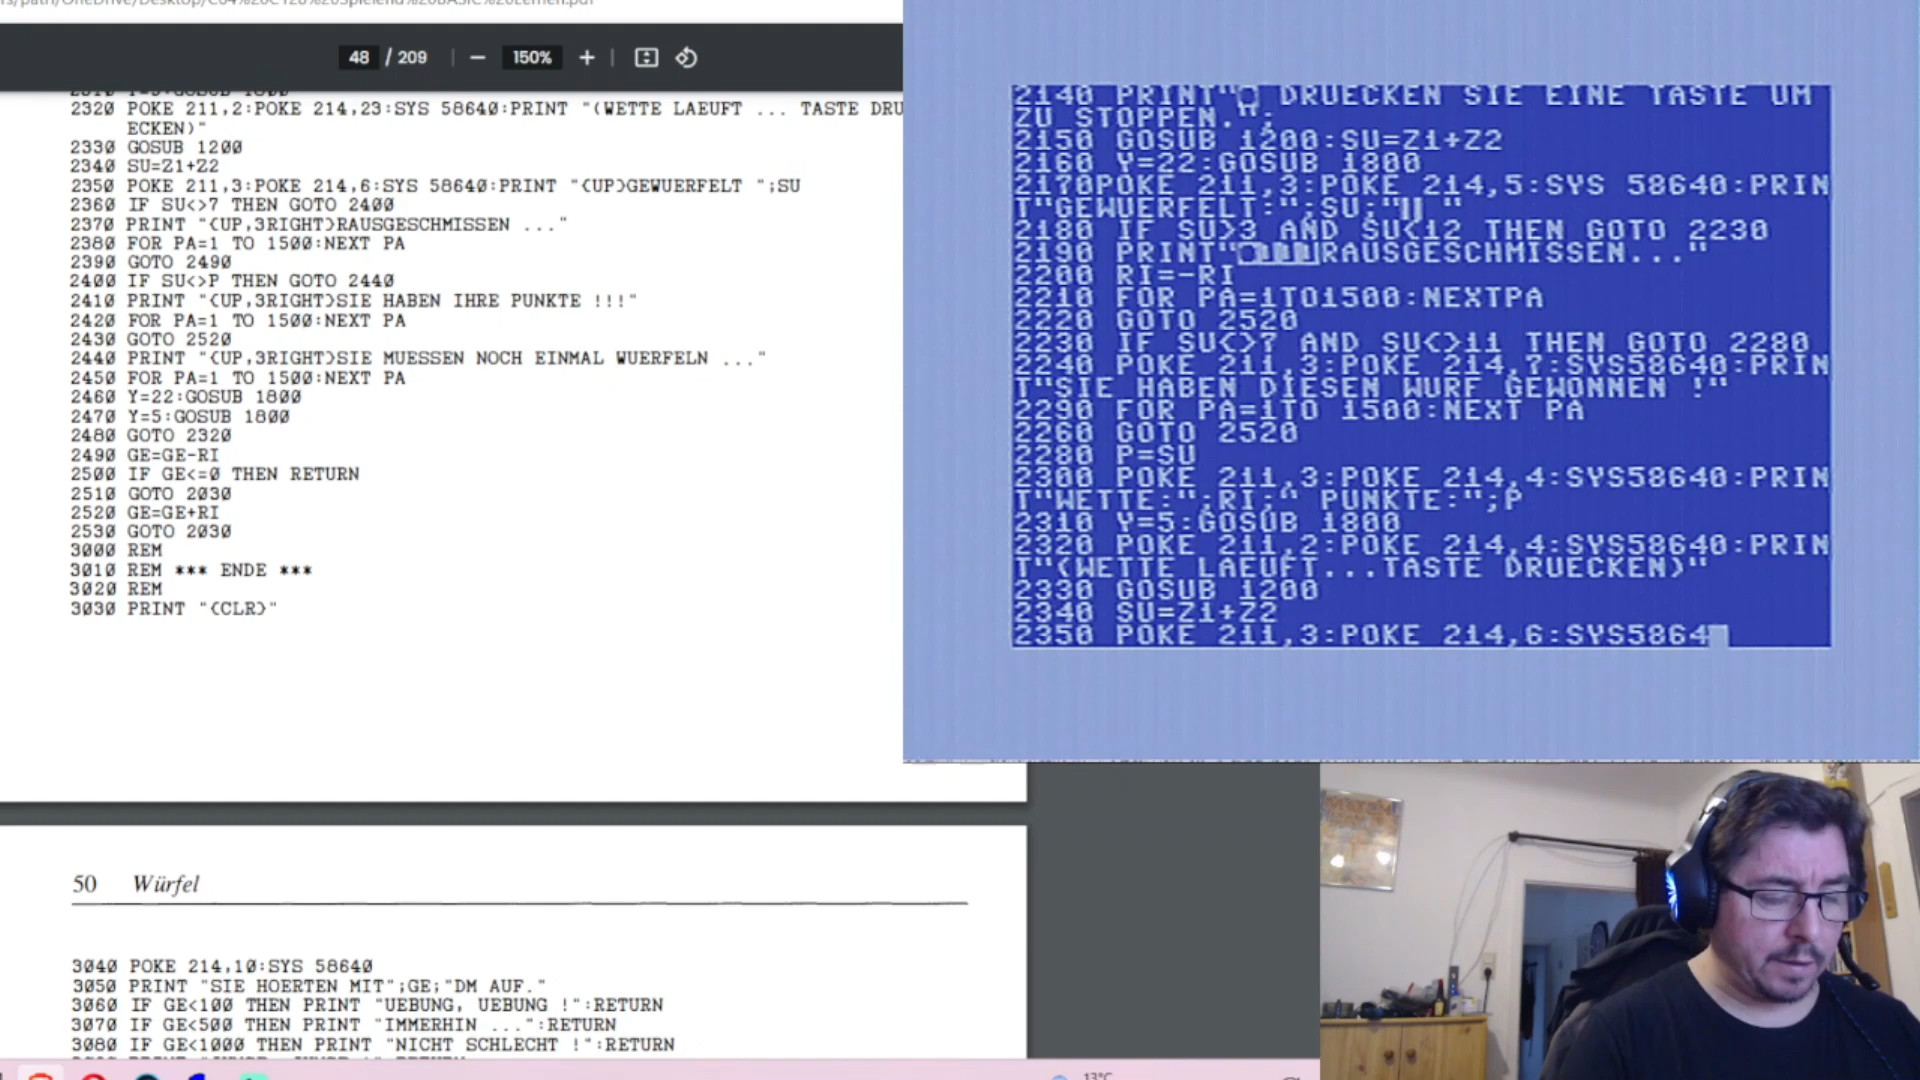 48 / 209 150%
2320 POKE 211,2:POKE 214,23:SYS 58640:PRINT "(WETTE LAEUFT ... TASTE DRU
ECKEN)"
2330 GOSUB 1200
2340 SU=Z1+Z2
2350 POKE 211,3:POKE 214,6:SYS 58640:PRINT "{UP}GEWUERFELT ";SU
2360 IF SU<>7 THEN GOTO 2400
2370 PRINT "{UP,3RIGHT}RAUSGESCHMISSEN ..."
2380 FOR PA=1 TO 1500:NEXT PA
2390 GOTO 2490
2400 IF SU<>P THEN GOTO 2440
2410 PRINT "{UP,3RIGHT}SIE HABEN IHRE PUNKTE !!!"
2420 FOR PA=1 TO 1500:NEXT PA
2430 GOTO 2520
2440 PRINT "{UP,3RIGHT}SIE MUESSEN NOCH EINMAL WUERFELN ..."
2450 FOR PA=1 TO 1500:NEXT PA
2460 Y=22:GOSUB 1800
2470 Y=5:GOSUB 1800
2480 GOTO 2320
2490 GE=GE-RI
2500 IF GE<=0 THEN RETURN
2510 GOTO 2030
2520 GE=GE+RI
2530 GOTO 2030
3000 REM
3010 REM *** ENDE ***
3020 REM
3030 PRINT "{CLR}"
50 Würfel
3040 POKE 214,10:SYS 58640
3050 PRINT "SIE HOERTEN MIT";GE;"DM AUF."
3060 IF GE<100 THEN PRINT "UEBUNG, UEBUNG !":RETURN
3070 IF GE<500 THEN PRINT "IMMERHIN ...":RETURN
3080 IF GE<1000 THEN PRINT "NICHT SCHLECHT !":RETURN
2140 PRINT" DRUECKEN SIE EINE TASTE UM
ZU STOPPEN.";
2150 GOSUB 1200:SU=Z1+Z2
2160 Y=22:GOSUB 1800
2170POKE 211,3:POKE 214,5:SYS 58640:PRIN
T"GEWUERFELT:";SU;" "
2180 IF SU>3 AND SU<12 THEN GOTO 2230
2190 PRINT"RAUSGESCHMISSEN..."
2200 RI=-RI
2210 FOR PA=1TO1500:NEXTPA
2220 GOTO 2520
2230 IF SU<>7 AND SU<>11 THEN GOTO 2280
2240 POKE 211,3:POKE 214,7:SYS58640:PRIN
T"SIE HABEN DIESEN WURF GEWONNEN !"
2290 FOR PA=1TO 1500:NEXT PA
2260 GOTO 2520
2280 P=SU
2300 POKE 211,3:POKE 214,4:SYS58640:PRIN
T"WETTE:";RI;" PUNKTE:";P
2310 Y=5:GOSUB 1800
2320 POKE 211,2:POKE 214,4:SYS58640:PRIN
T"(WETTE LAEUFT...TASTE DRUECKEN)"
2330 GOSUB 1200
2340 SU=Z1+Z2
2350 POKE 211,3:POKE 214,6:SYS5864
13°C